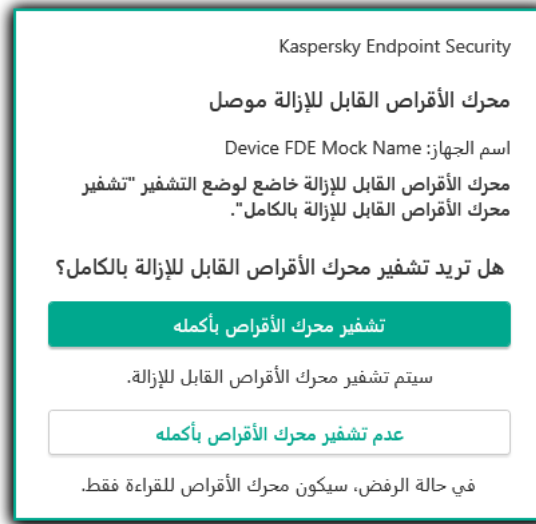 Kaspersky Endpoint Security
محرك الأقراص القابل للإزالة موصل
اسم الجهاز: Device FDE Mock Name
محرك الأقراص القابل للإزالة خاضع لوضع التشفير "تشفير
محرك الأقراص القابل للإزالة بالكامل".
هل تريد تشفير محرك الأقراص القابل للإزالة بالكامل؟
تشفير محرك الأقراص بأكمله
سيتم تشفير محرك الأقراص القابل للإزالة.
عدم تشفير محرك الأقراص بأكمله
في حالة الرفض، سيكون محرك الأقراص للقراءة فقط.